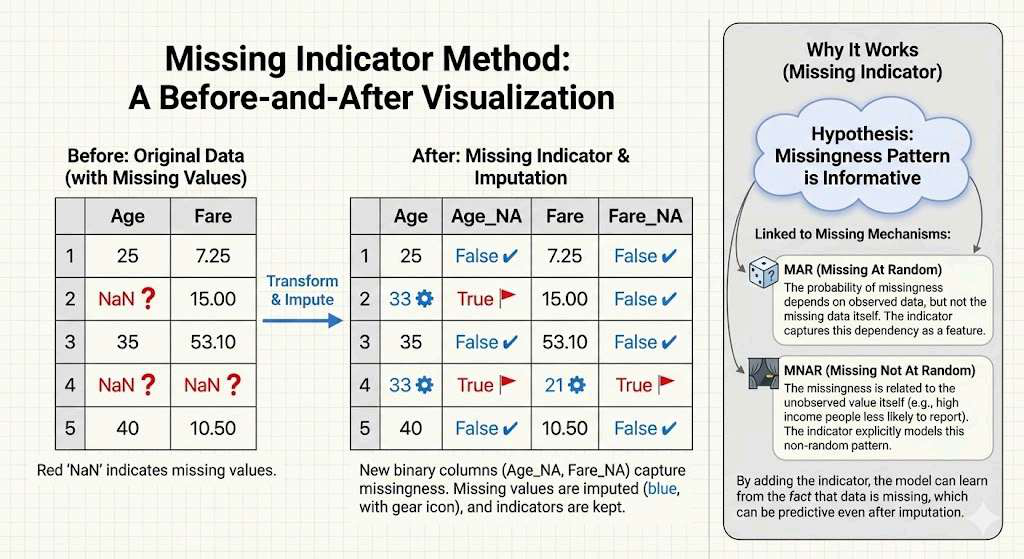 Missing Indicator Method:
A Before-and-After Visualization
Before: Original Data
(with Missing Values)
Age Fare
1 25 7.25
2 NaN ? 15.00
3 35 53.10
4 NaN ? NaN ?
5 40 10.50
Red 'NaN' indicates missing values.
Transform
& Impute
After: Missing Indicator &
Imputation
Age Age_NA Fare Fare_NA
1 25 False ✔ 7.25 False ✔
2 33 True 15.00 False ✔
3 35 False ✔ 53.10 False ✔
4 33 True 21 True
5 40 False ✔ 10.50 False ✔
New binary columns (Age_NA, Fare_NA) capture
missingness. Missing values are imputed (blue,
with gear icon), and indicators are kept.
Why It Works
(Missing Indicator)
Hypothesis:
Missingness Pattern
is Informative
Linked to Missing Mechanisms:
?
MAR (Missing At Random)
The probability of missingness
depends on observed data, but not the
missing data itself. The indicator
captures this dependency as a feature.
MNAR (Missing Not At Random)
The missingness is related to the
unobserved value itself (e.g., high
income people less likely to report).
The indicator explicitly models this
non-random pattern.
By adding the indicator, the model can learn
from the fact that data is missing, which
can be predictive even after imputation.